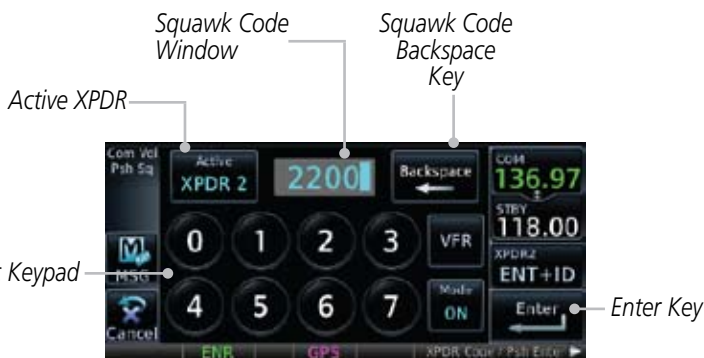 Squawk Code
Window
Squawk Code
Backspace
Key
Active XPDR
Com Vol
Psh Sq
Active
XPDR 2
2200
Backspace
COM
136.97
STBY
118.00
0
1
2
3
VFR
XPDR2
ENT+ID
Keypad
MSG
4
5
6
7
Mode
ON
Enter
Enter Key
Cancel
ENR
GPS
XPDR Code / Psh Enter